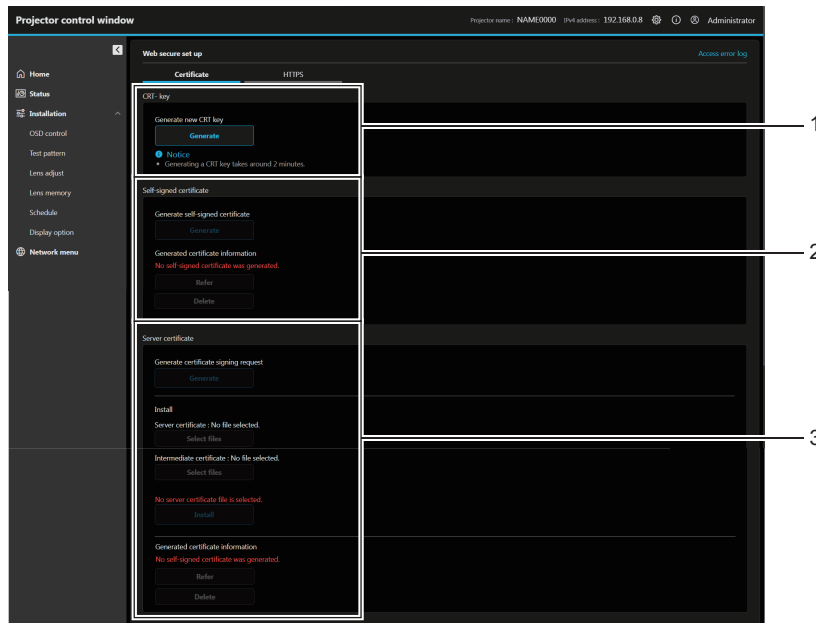 Projector control window
Projector name : NAME0000 IPv4 address : 192.168.0.8 Administrator
Web secure set up Access error log
Home
Status
Installation
OSD control
Test pattern
Lens adjust
Lens memory
Schedule
Display option
Network menu
Certificate HTTPS
CRT- key
Generate new CRT key
Generate
Notice
• Generating a CRT key takes around 2 minutes.
1
Self-signed certificate
Generate self-signed certificate
Generate
Generated certificate information
No self-signed certificate was generated.
Refer
Delete
2
Server certificate
Generate certificate signing request
Generate
Install
Server certificate : No file selected.
Select files
Intermediate certificate : No file selected.
Select files
No server certificate file is selected.
Install
Generated certificate information
No self-signed certificate was generated.
Refer
Delete
3